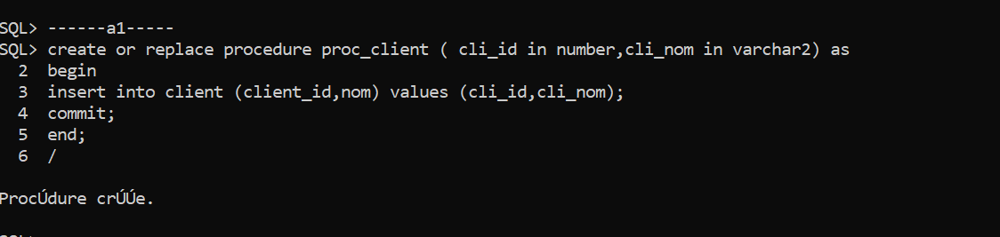 SQL> ------a1-----
SQL> create or replace procedure proc_client ( cli_id in number,cli_nom in varchar2) as
2 begin
3 insert into client (client_id,nom) values (cli_id,cli_nom);
4 commit;
5 end;
6 /
ProcÚdure crÚÚe.
SQL>